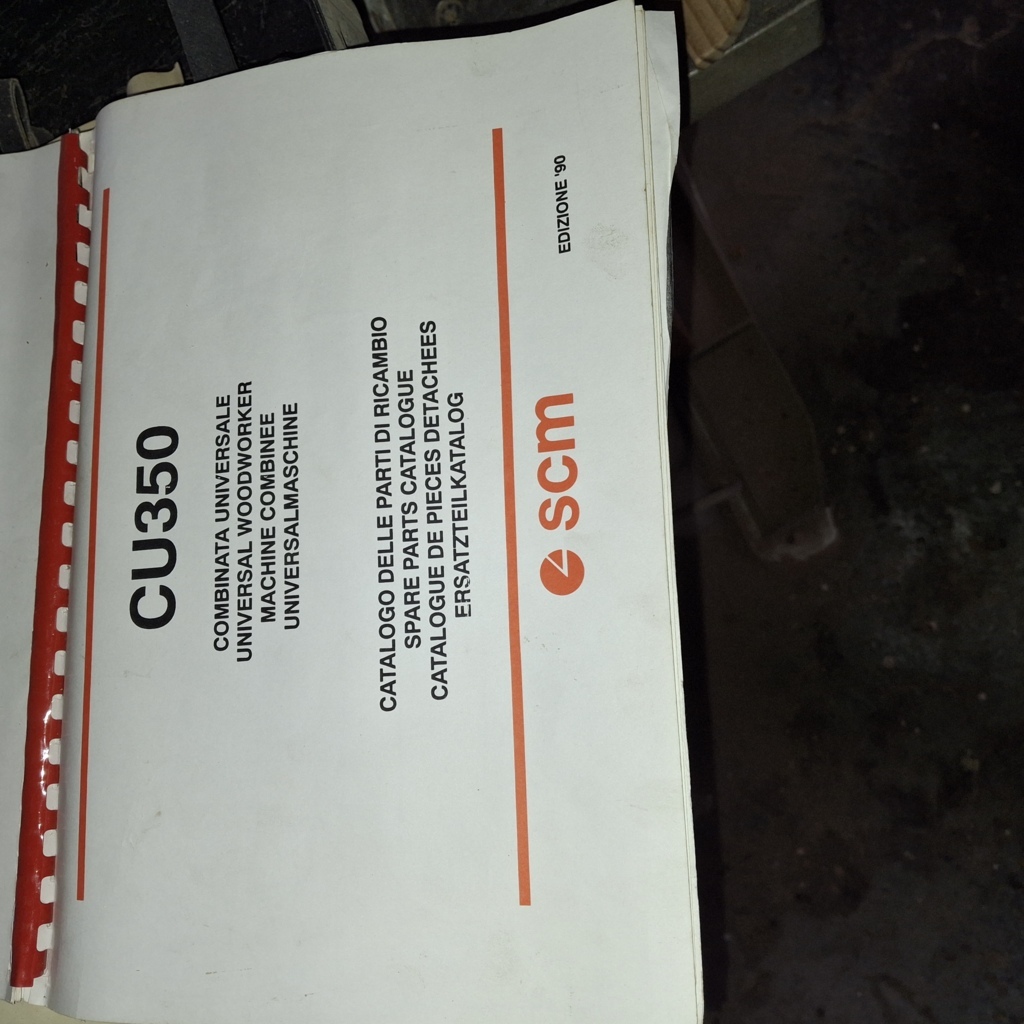 CU350
COMBINATA UNIVERSALE
UNIVERSAL WOODWORKER
MACHINE COMBINEE
UNIVERSALMASCHINE
CATALOGO DELLE PARTI DI RICAMBIO
SPARE PARTS CATALOGUE
CATALOGUE DE PIECES DETACHEES
ERSATZTEILKATALOG
scm
EDIZIONE '90